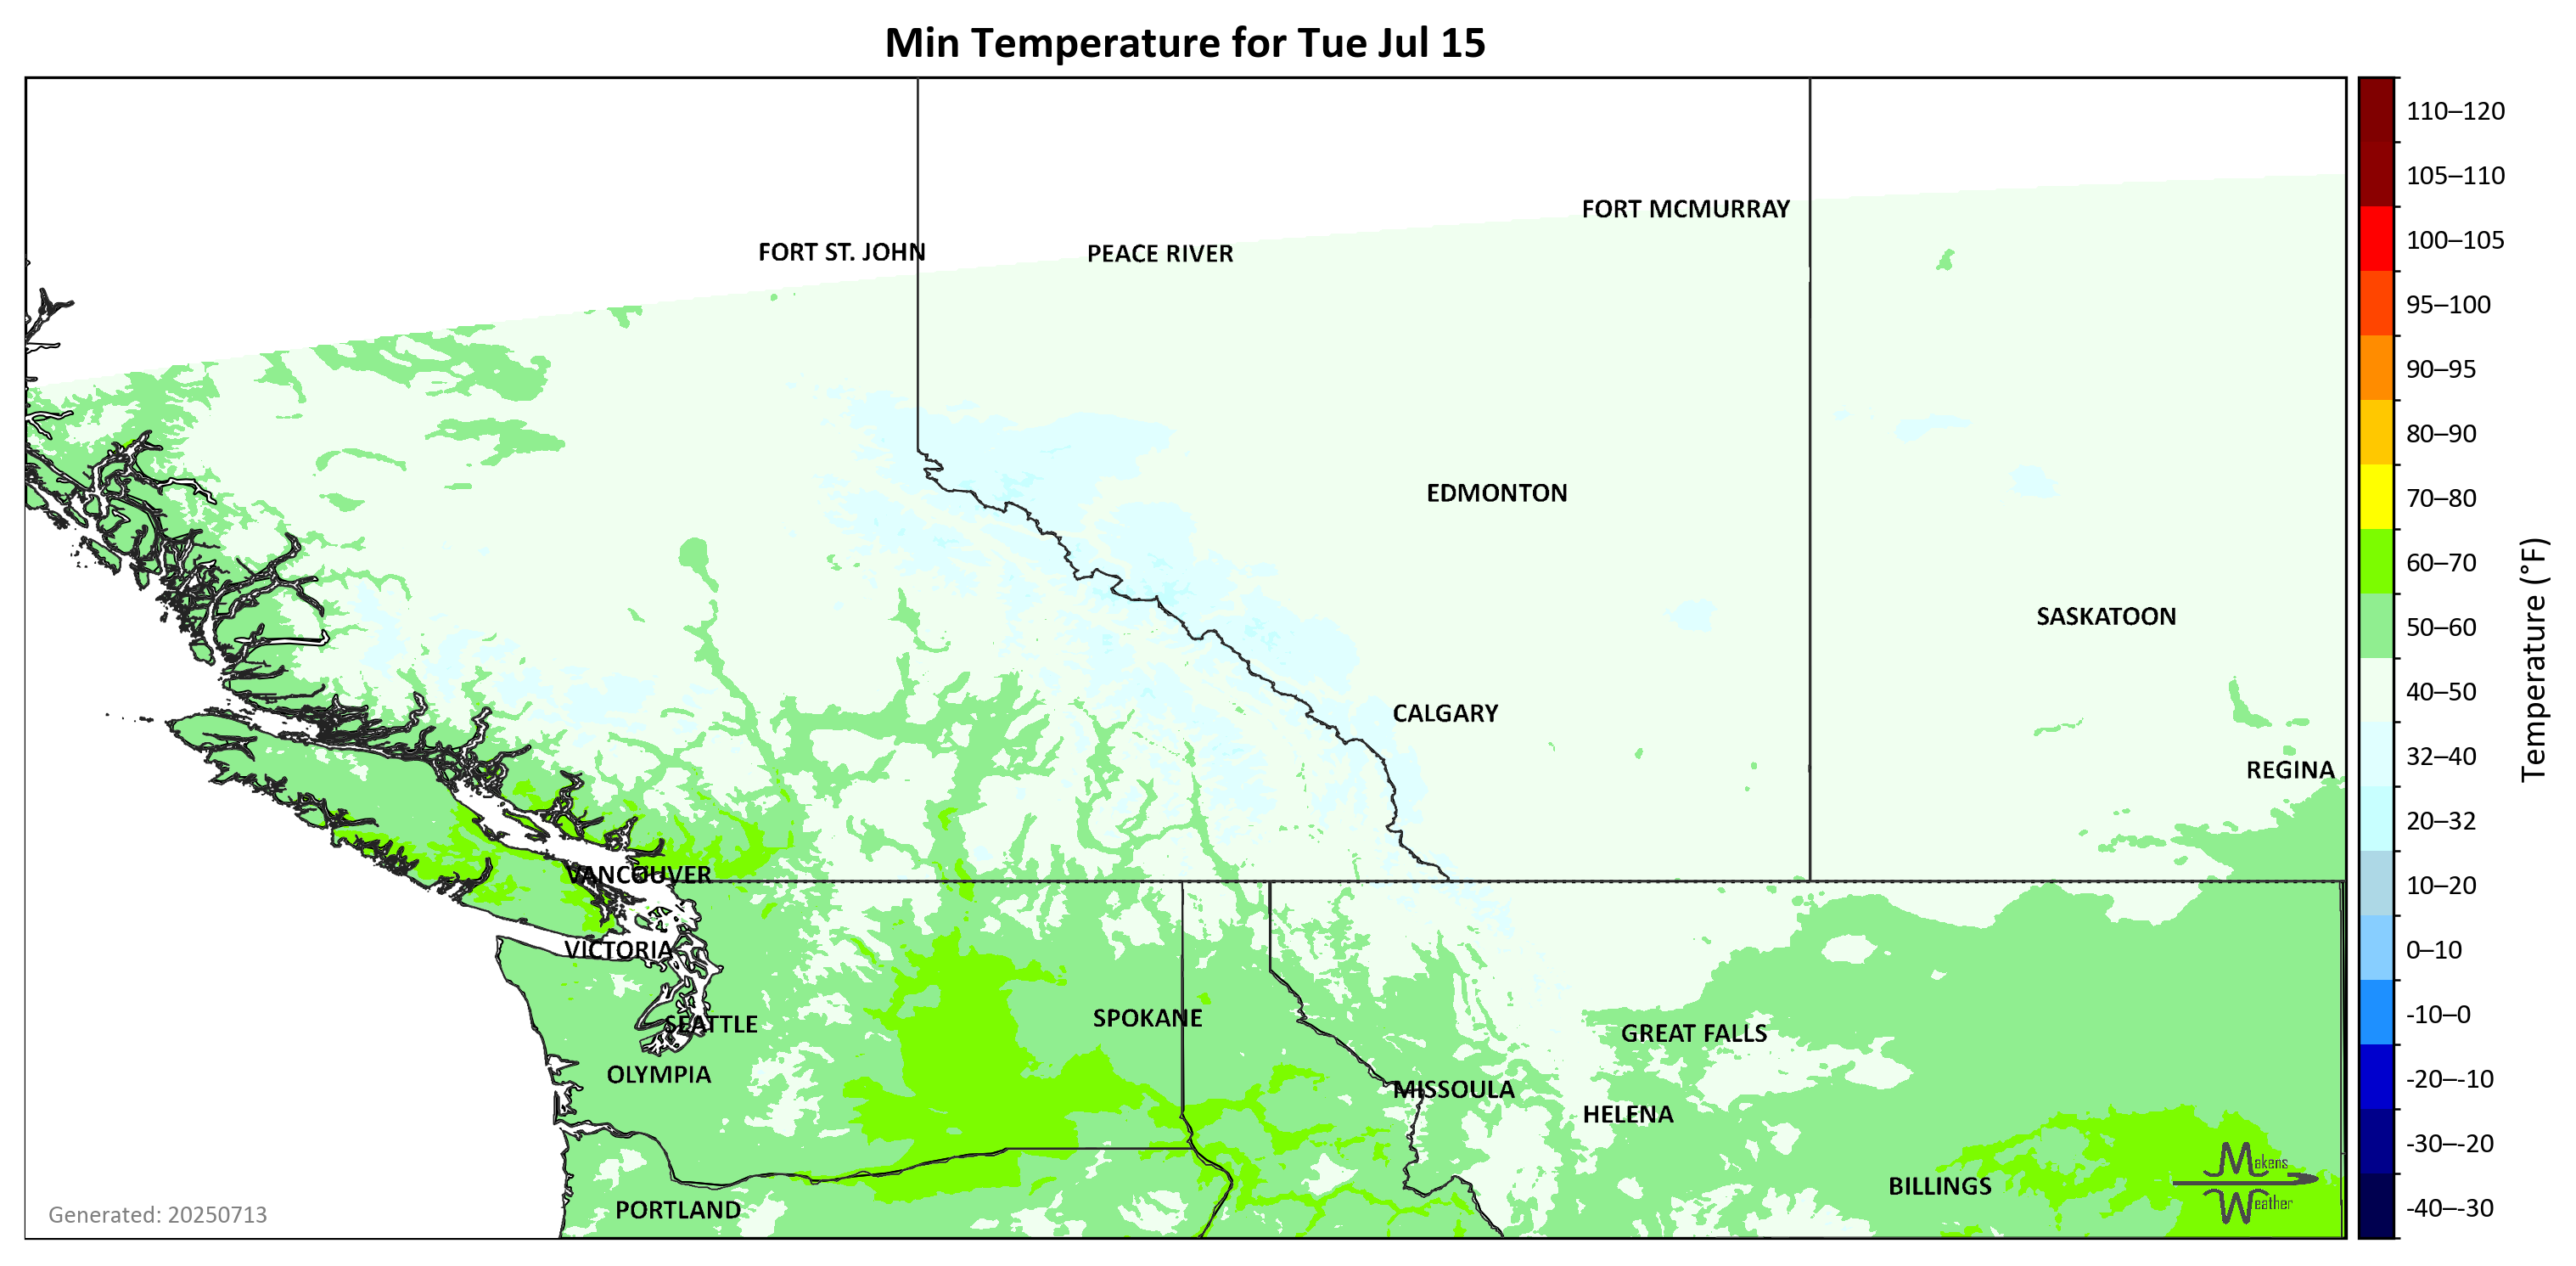 Min Temperature for Tue Jul 15
110–120
105–110
100–105
95–100
90–95
80–90
70–80
60–70
50–60
40–50
32–40
20–32
10–20
0–10
-10–0
-20–-10
-30–-20
-40–-30
Temperature (°F)
FORT MCMURRAY
FORT ST. JOHN
PEACE RIVER
EDMONTON
SASKATOON
CALGARY
REGINA
VANCOUVER
VICTORIA
SPOKANE
SEATTLE
GREAT FALLS
OLYMPIA
MISSOULA
HELENA
BILLINGS
PORTLAND
Makens
Weather
Generated: 20250713